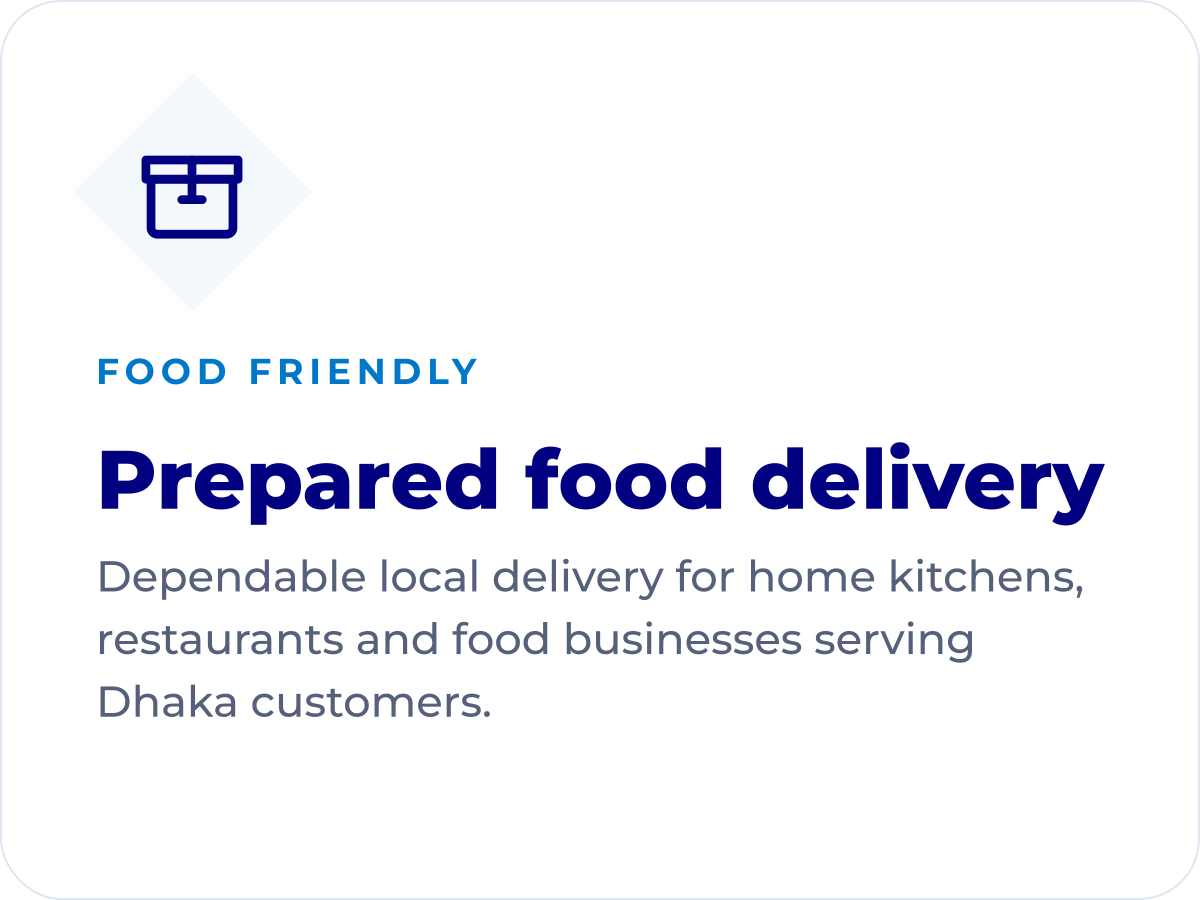 FOOD FRIENDLY
Prepared food delivery
Dependable local delivery for home kitchens,
restaurants and food businesses serving
Dhaka customers.